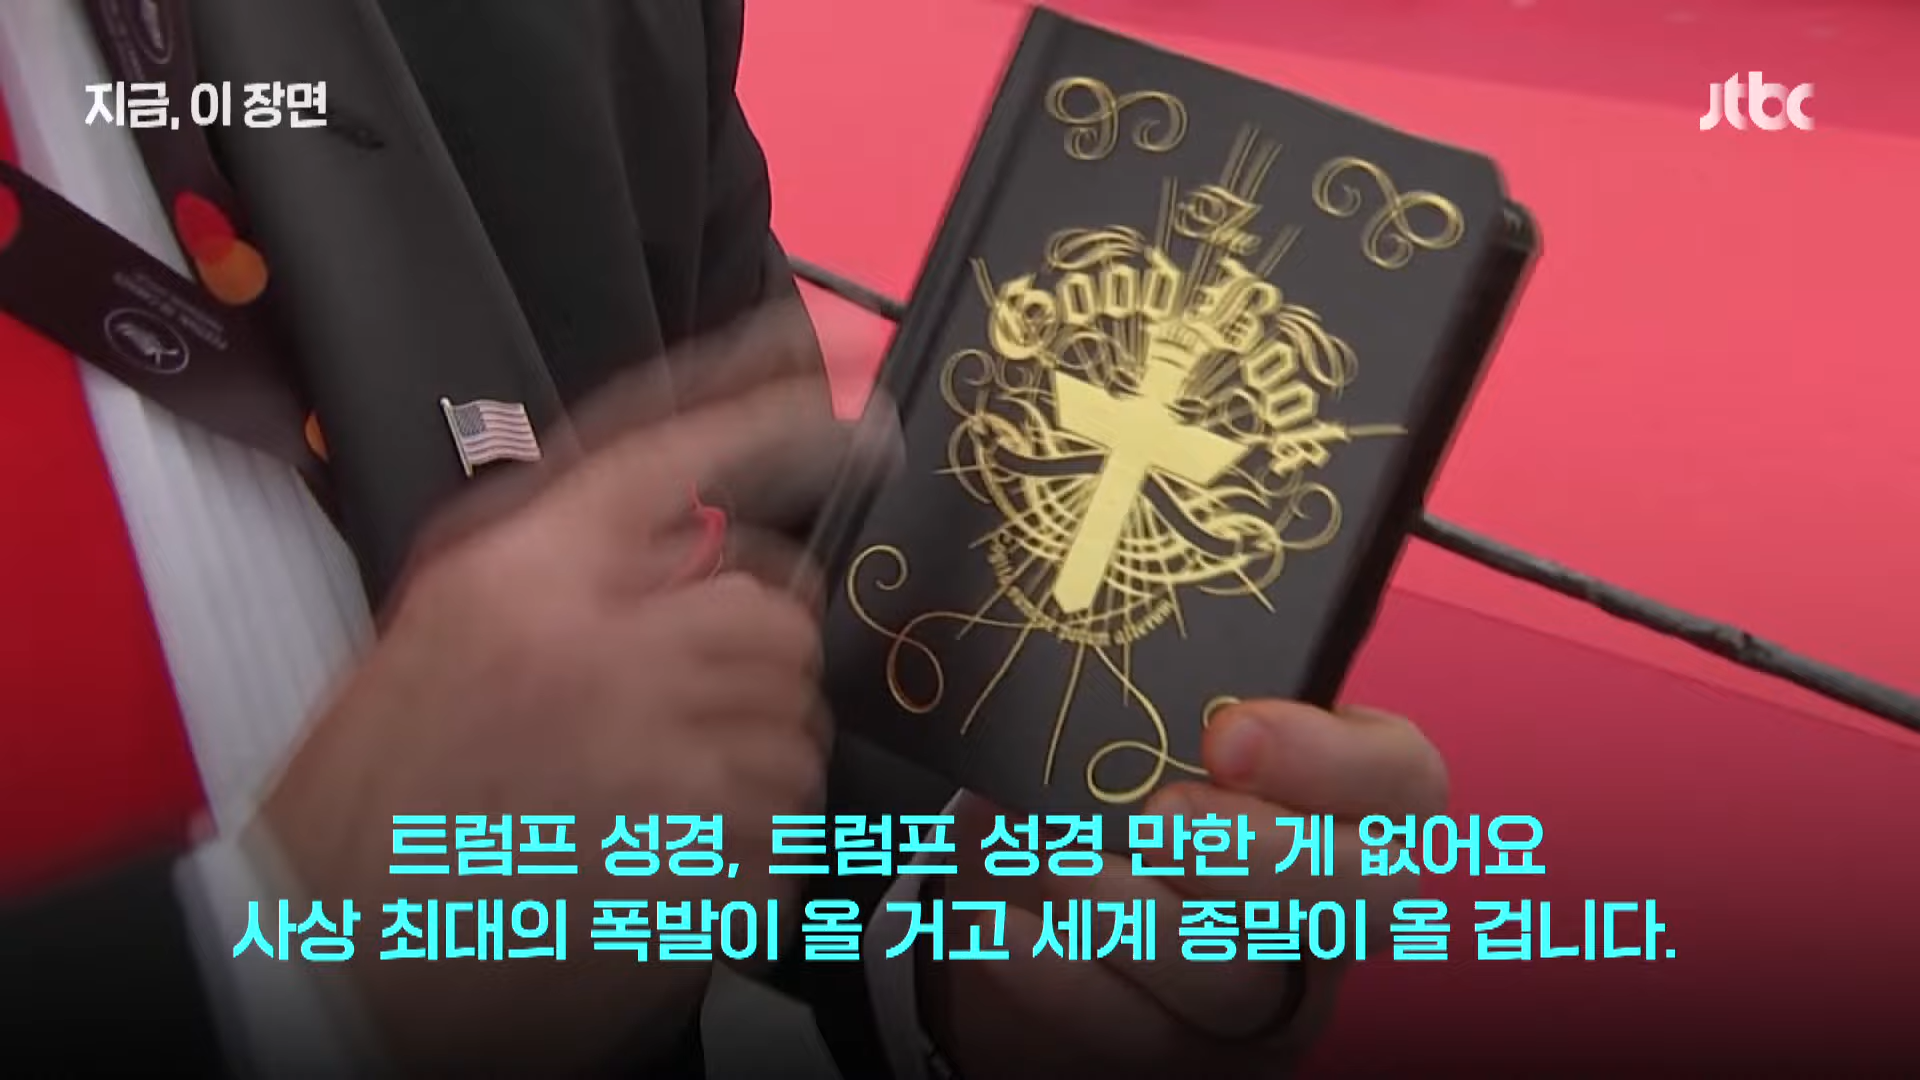 지금, 이 장면
jtbc
The
Good Book
트럼프 성경, 트럼프 성경 만한 게 없어요
사상 최대의 폭발이 올 거고 세계 종말이 올 겁니다.